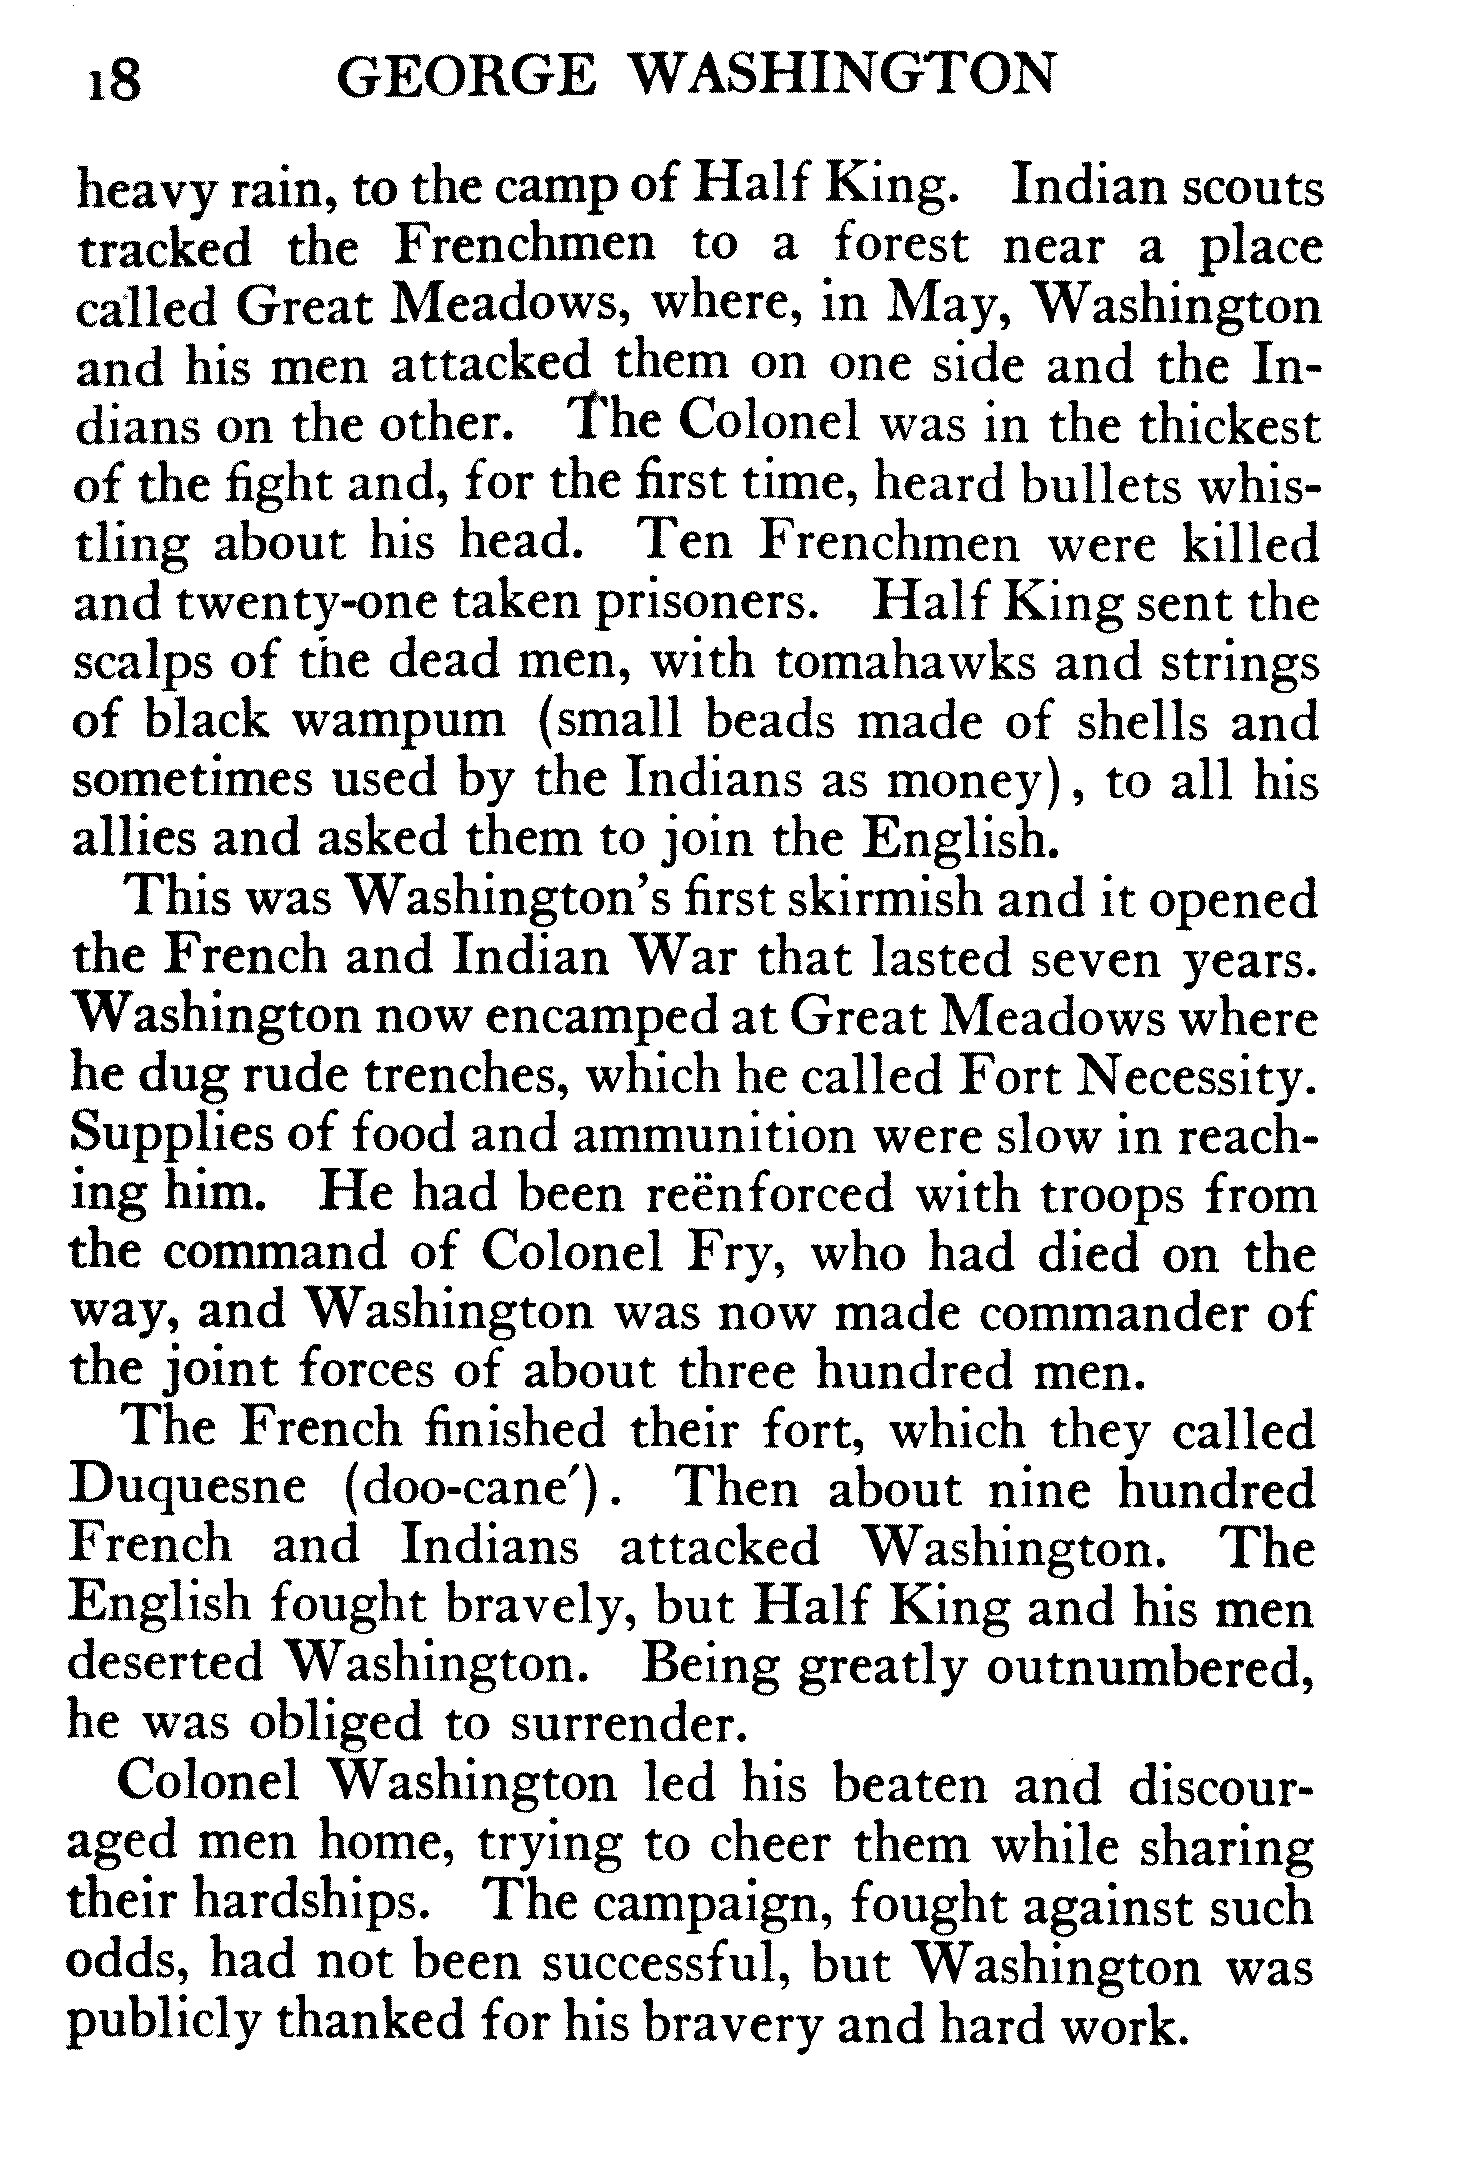 18 GEORGE WASHINGTON
heavy rain, to the camp of Half King. Indian scouts
tracked the Frenchmen to a forest near a place
called Great Meadows, where, in May, Washington
and his men attacked them on one side and the In-
dians on the other. The Colonel was in the thickest
of the fight and, for the first time, heard bullets whis-
tling about his head. Ten Frenchmen were killed
and twenty-one taken prisoners. Half King sent the
scalps of the dead men, with tomahawks and strings
of black wampum (small beads made of shells and
sometimes used by the Indians as money), to all his
allies and asked them to join the English.
This was Washington's first skirmish and it opened
the French and Indian War that lasted seven years.
Washington now encamped at Great Meadows where
he dug rude trenches, which he called Fort Necessity.
Supplies of food and ammunition were slow in reach-
ing him. He had been reënforced with troops from
the command of Colonel Fry, who had died on the
way, and Washington was now made commander of
the joint forces of about three hundred men.
The French finished their fort, which they called
Duquesne (doo-cane′). Then about nine hundred
French and Indians attacked Washington. The
English fought bravely, but Half King and his men
deserted Washington. Being greatly outnumbered,
he was obliged to surrender.
Colonel Washington led his beaten and discour-
aged men home, trying to cheer them while sharing
their hardships. The campaign, fought against such
odds, had not been successful, but Washington was
publicly thanked for his bravery and hard work.